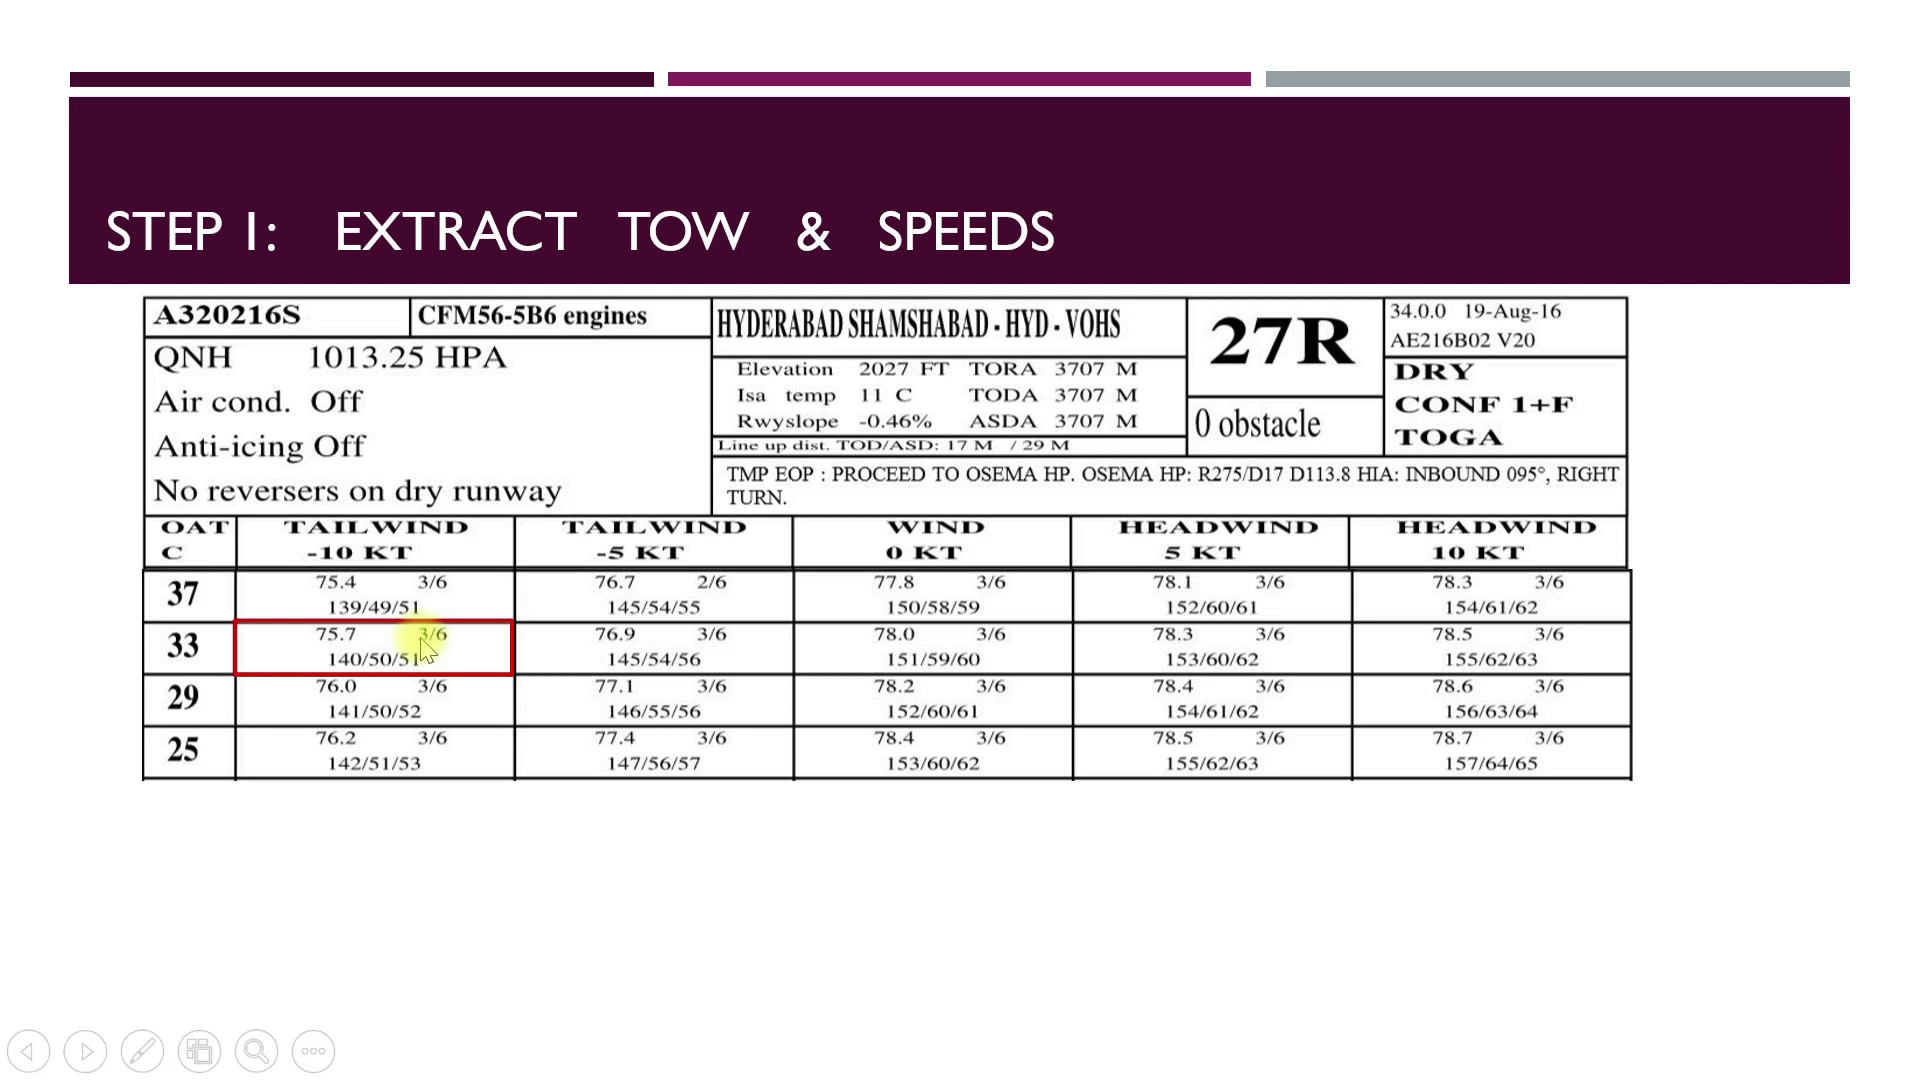 STEP 1: EXTRACT TOW & SPEEDS
A320216S CFM56-5B6 engines
QNH 1013.25 HPA
Air cond. Off
Anti-icing Off
No reversers on dry runway
HYDERABAD SHAMSHABAD - HYD - VOHS
Elevation 2027 FT TORA 3707 M
Isa temp 11 C TODA 3707 M
Rwyslope -0.46% ASDA 3707 M
Line up dist. TOD/ASD: 17 M / 29 M
27R
0 obstacle
34.0.0 19-Aug-16
AE216B02 V20
DRY
CONF 1+F
TOGA
TMP EOP : PROCEED TO OSEMA HP. OSEMA HP: R275/D17 D113.8 HIA: INBOUND 095°, RIGHT
TURN.
OAT TAILWIND TAILWIND WIND HEADWIND HEADWIND
C -10 KT -5 KT 0 KT 5 KT 10 KT
37
75.4 3/6 76.7 2/6 77.8 3/6 78.1 3/6 78.3 3/6
139/49/51 145/54/55 150/58/59 152/60/61 154/61/62
33
75.7 3/6 76.9 3/6 78.0 3/6 78.3 3/6 78.5 3/6
140/50/51 145/54/56 151/59/60 153/60/62 155/62/63
29
76.0 3/6 77.1 3/6 78.2 3/6 78.4 3/6 78.6 3/6
141/50/52 146/55/56 152/60/61 154/61/62 156/63/64
25
76.2 3/6 77.4 3/6 78.4 3/6 78.5 3/6 78.7 3/6
142/51/53 147/56/57 153/60/62 155/62/63 157/64/65